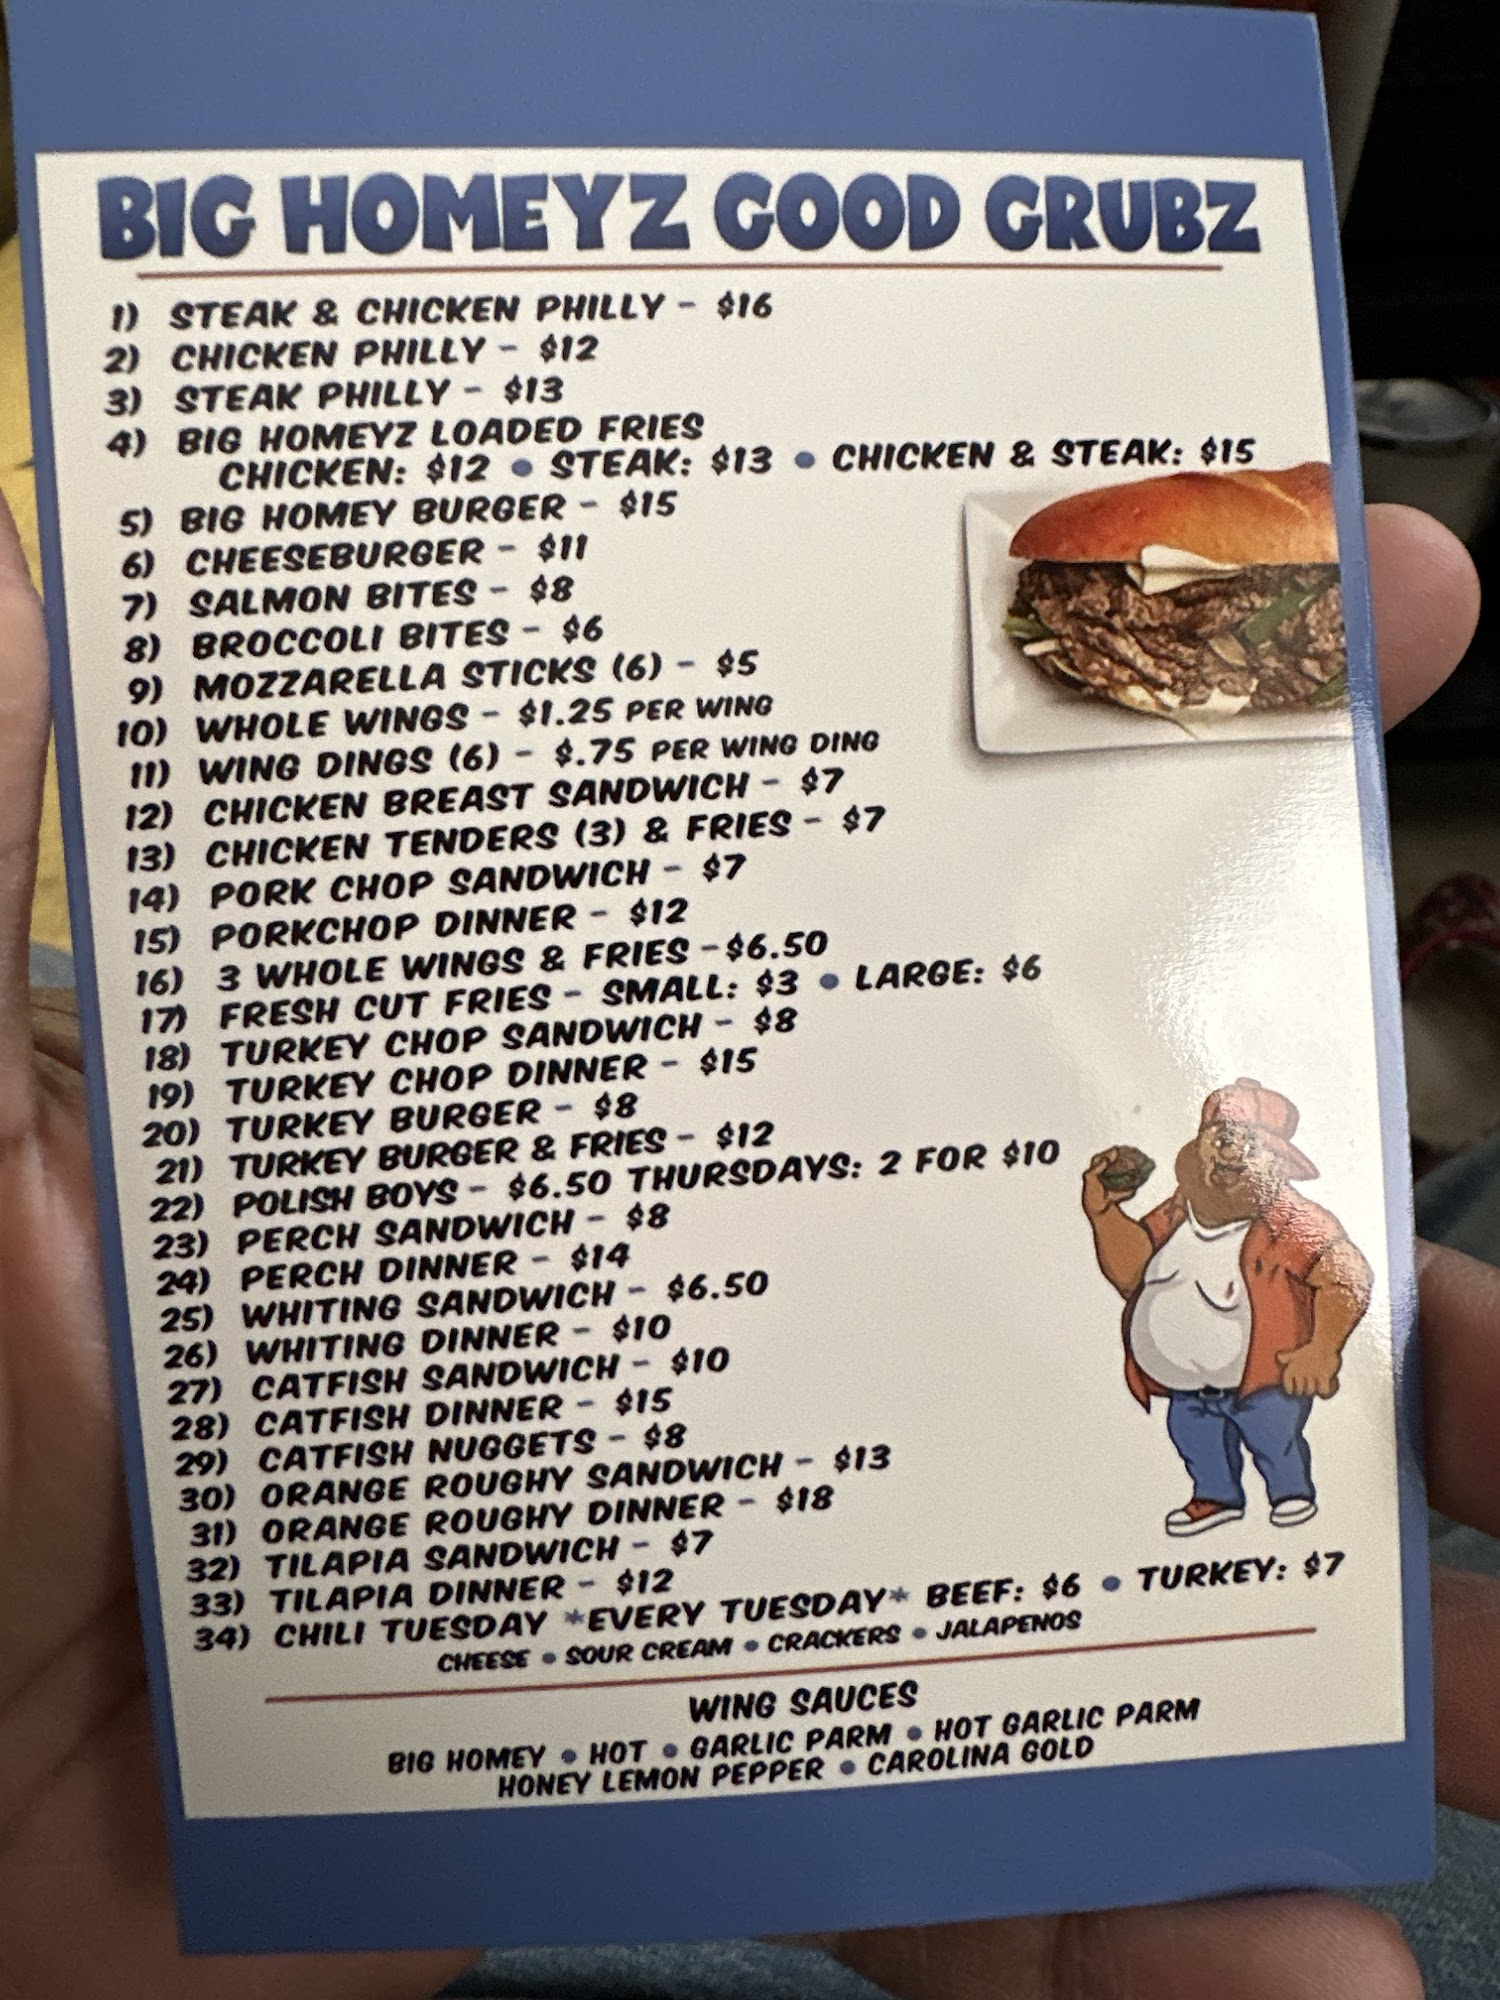 BIG HOMEYZ GOOD GRUBZ
1) STEAK & CHICKEN PHILLY - $16
2) CHICKEN PHILLY - $12
3) STEAK PHILLY - $13
4) BIG HOMEYZ LOADED FRIES
CHICKEN: $12 • STEAK: $13 • CHICKEN & STEAK: $15
5) BIG HOMEY BURGER - $15
6) CHEESEBURGER - $11
7) SALMON BITES - $8
8) BROCCOLI BITES - $6
9) MOZZARELLA STICKS (6) - $5
10) WHOLE WINGS - $1.25 PER WING
11) WING DINGS (6) - $.75 PER WING DING
12) CHICKEN BREAST SANDWICH - $7
13) CHICKEN TENDERS (3) & FRIES - $7
14) PORK CHOP SANDWICH - $7
15) PORKCHOP DINNER - $12
16) 3 WHOLE WINGS & FRIES -$6.50
17) FRESH CUT FRIES - SMALL: $3 • LARGE: $6
18) TURKEY CHOP SANDWICH - $8
19) TURKEY CHOP DINNER - $15
20) TURKEY BURGER - $8
21) TURKEY BURGER & FRIES - $12
22) POLISH BOYS - $6.50 THURSDAYS: 2 FOR $10
23) PERCH SANDWICH - $8
24) PERCH DINNER - $14
25) WHITING SANDWICH - $6.50
26) WHITING DINNER - $10
27) CATFISH SANDWICH - $10
28) CATFISH DINNER - $15
29) CATFISH NUGGETS - $8
30) ORANGE ROUGHY SANDWICH - $13
31) ORANGE ROUGHY DINNER - $18
32) TILAPIA SANDWICH - $7
33) TILAPIA DINNER - $12
34) CHILI TUESDAY *EVERY TUESDAY* BEEF: $6 • TURKEY: $7
CHEESE • SOUR CREAM • CRACKERS • JALAPENOS
WING SAUCES
BIG HOMEY • HOT • GARLIC PARM • HOT GARLIC PARM
HONEY LEMON PEPPER • CAROLINA GOLD